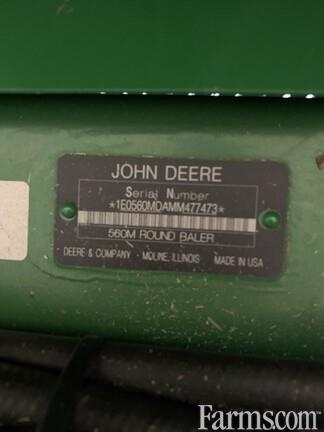 JOHN DEERE
Serial Number
*1E0560MDAMM477473*
560M ROUND BALER
DEERE & COMPANY - MOLINE, ILLINOIS MADE IN USA
Farms.com®